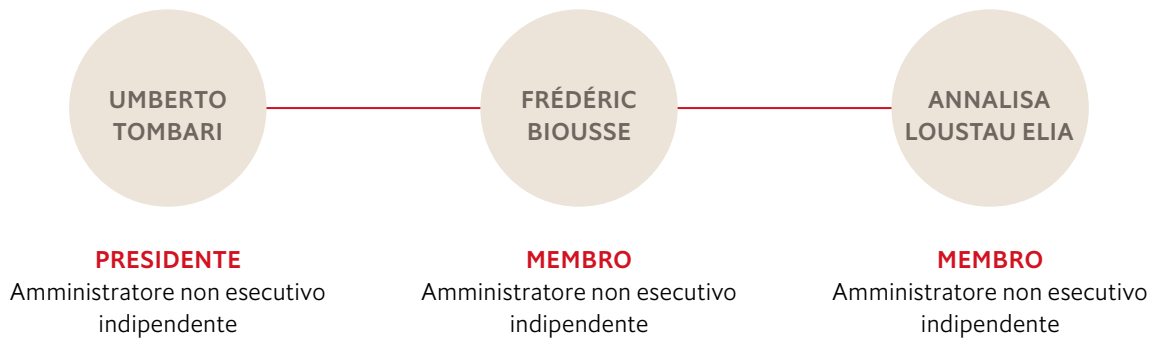 UMBERTO
TOMBARI
FRÉDÉRIC
BIOUSSE
ANNALISA
LOUSTAU ELIA
PRESIDENTE
Amministratore non esecutivo
indipendente
MEMBRO
Amministratore non esecutivo
indipendente
MEMBRO
Amministratore non esecutivo
indipendente